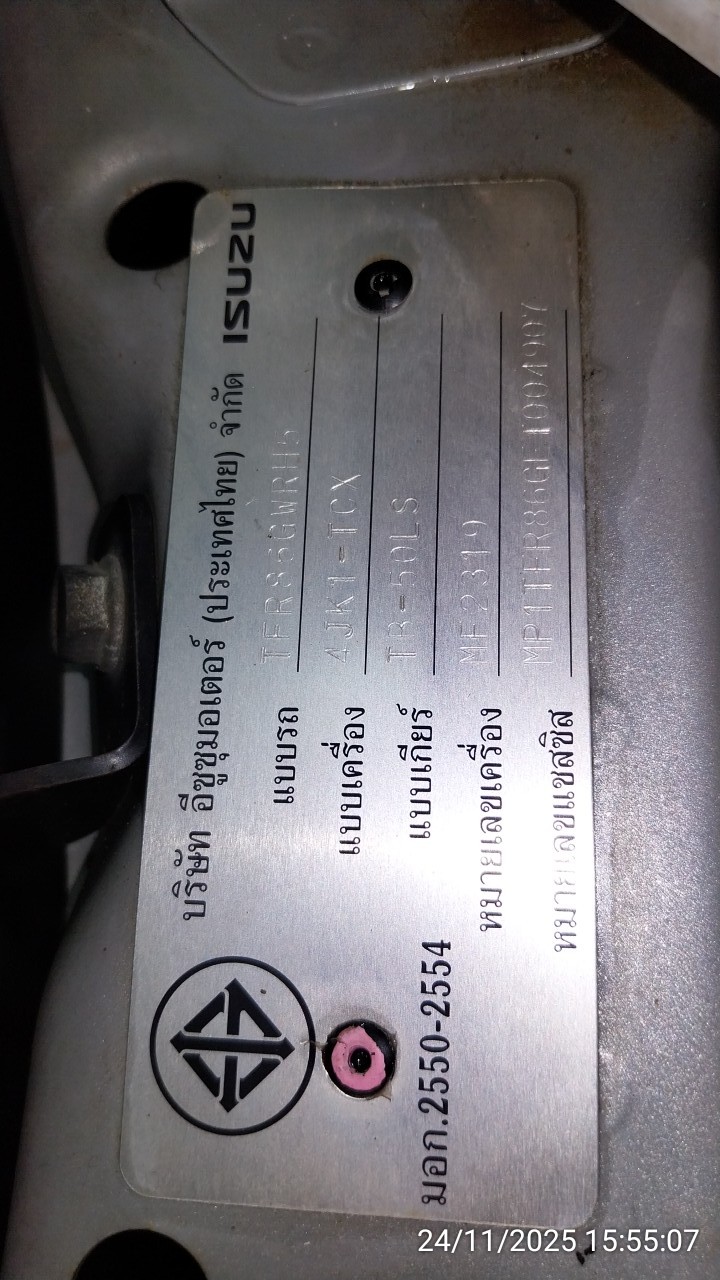 บริษัท อีซูซุมอเตอร์ (ประเทศไทย) จำกัด ISUZU
แบบรถ TFR86GWRH5
แบบเครื่อง 4JK1-TCX
แบบเกียร์ TB-50LS
หมายเลขเครื่อง
หมายเลขแชสซิส
มอก.2550-2554
24/11/2025 15:55:07